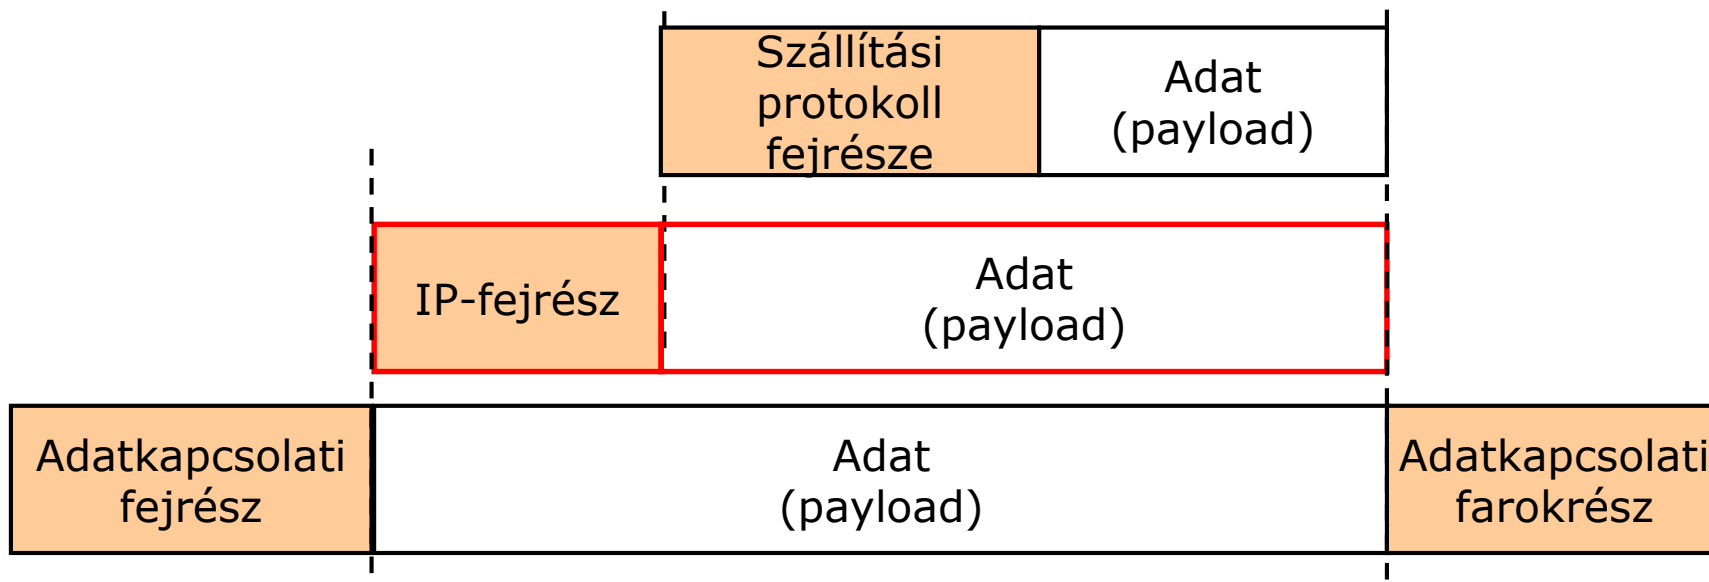 Szállítási
protokoll
fejrésze
Adat
(payload)
IP-fejrész
Adat
(payload)
Adatkapcsolati
fejrész
Adat
(payload)
Adatkapcsolati
farokrész